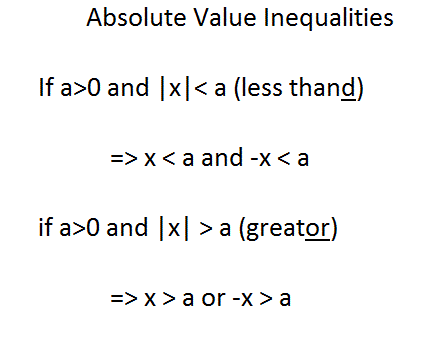 Absolute Value Inequalities
If a>0 and |x|< a (less thand)
=> x < a and -x < a
if a>0 and |x| > a (greator)
=> x > a or -x > a